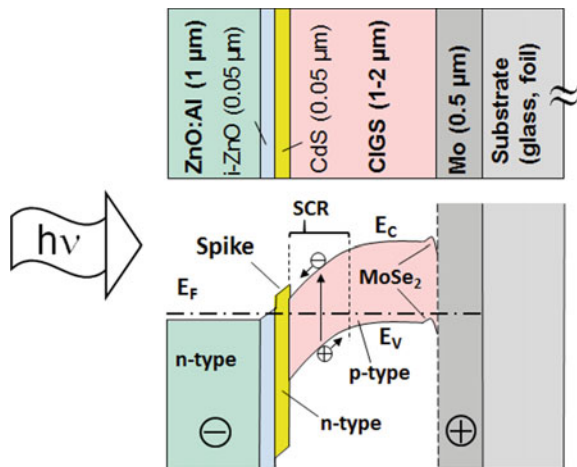 ZnO:Al (1 µm)
i-ZnO (0.05 µm)
CdS (0.05 µm)
CIGS (1-2 µm)
Mo (0.5 µm)
Substrate
(glass, foil)
hν
SCR
E_C
Spike
MoSe₂
E_F
E_V
n-type
p-type
n-type